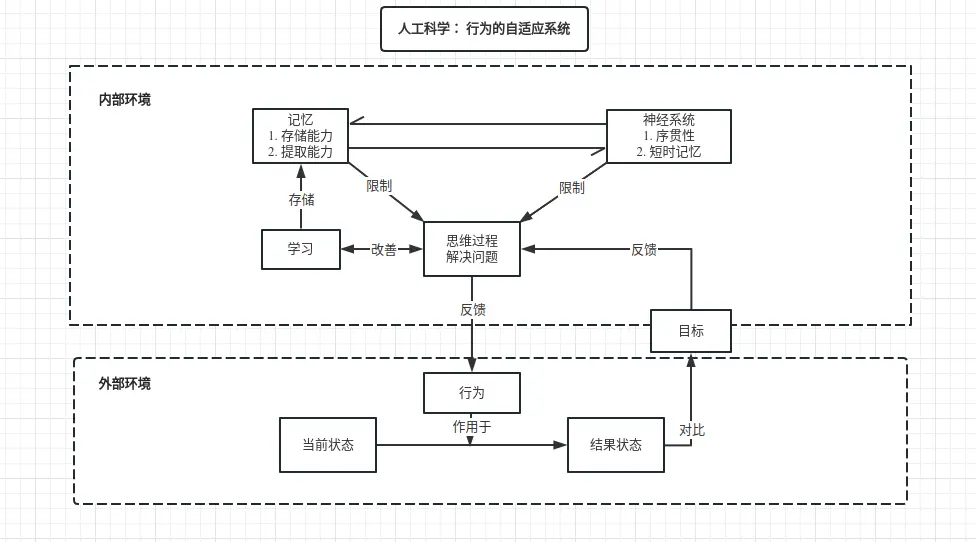 人工科学： 行为的自适应系统
内部环境
记忆
1. 存储能力
2. 提取能力
神经系统
1. 序贯性
2. 短时记忆
限制
限制
存储
学习
改善
思维过程
解决问题
反馈
反馈
目标
外部环境
行为
作用于
当前状态
结果状态
对比